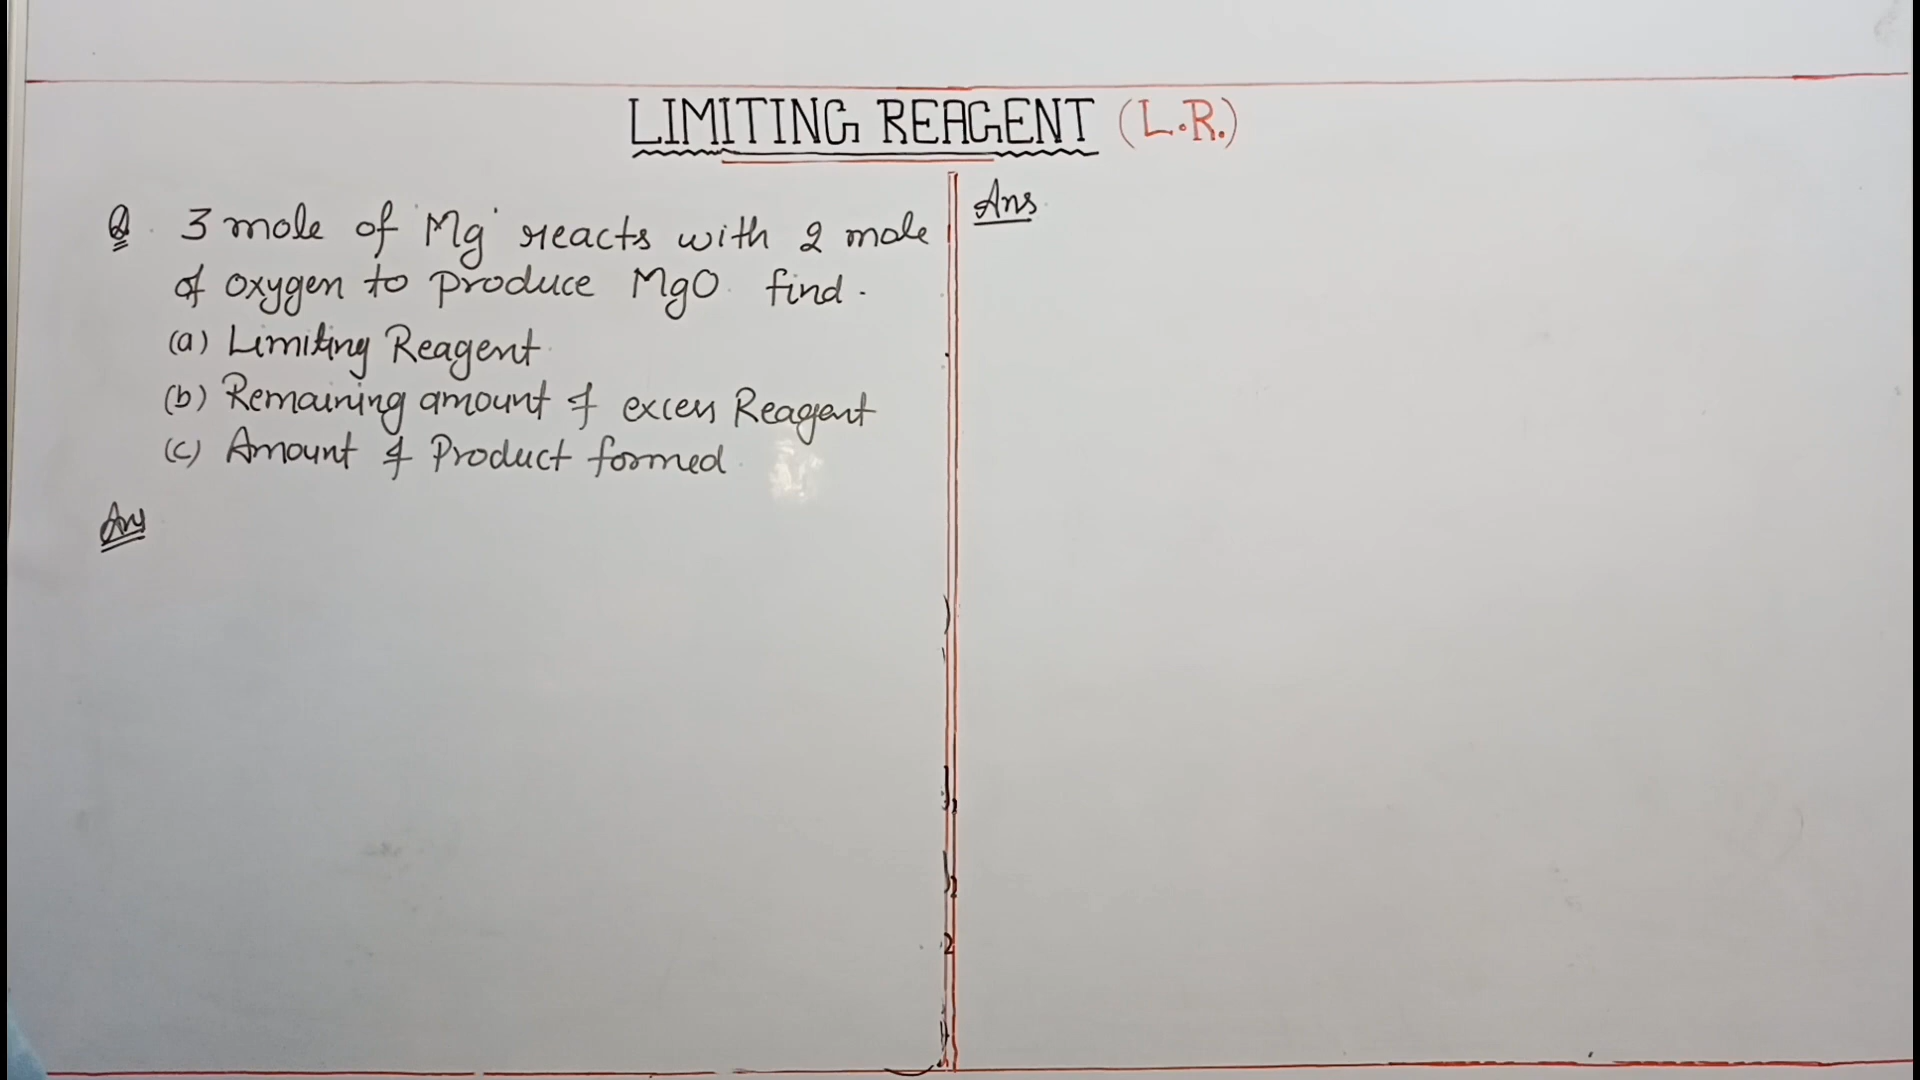 LIMITING REAGENT (L.R.)
Q. 3 mole of "Mg" reacts with 2 mole
of oxygen to produce MgO. find.
(a) Limiting Reagent
(b) Remaining amount of excess Reagent
(c) Amount of Product formed.
Ans
Ans
2